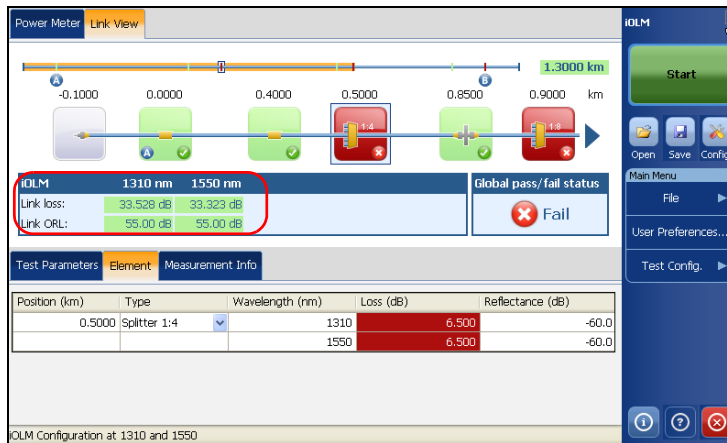 Power Meter Link View
1.3000 km
A B
-0.1000 0.0000 0.4000 0.5000 0.8500 0.9000 km
1:4 1:8
A
iOLM 1310 nm 1550 nm
Link loss: 33.528 dB 33.323 dB
Link ORL: 55.00 dB 55.00 dB
Global pass/fail status
Fail
Test Parameters Element Measurement Info
Position (km) Type Wavelength (nm) Loss (dB) Reflectance (dB)
0.5000 Splitter 1:4 1310 6.500 -60.0
1550 6.500 -60.0
iOLM Configuration at 1310 and 1550
iOLM
Start
Open Save Config
Main Menu
File
User Preferences...
Test Config.